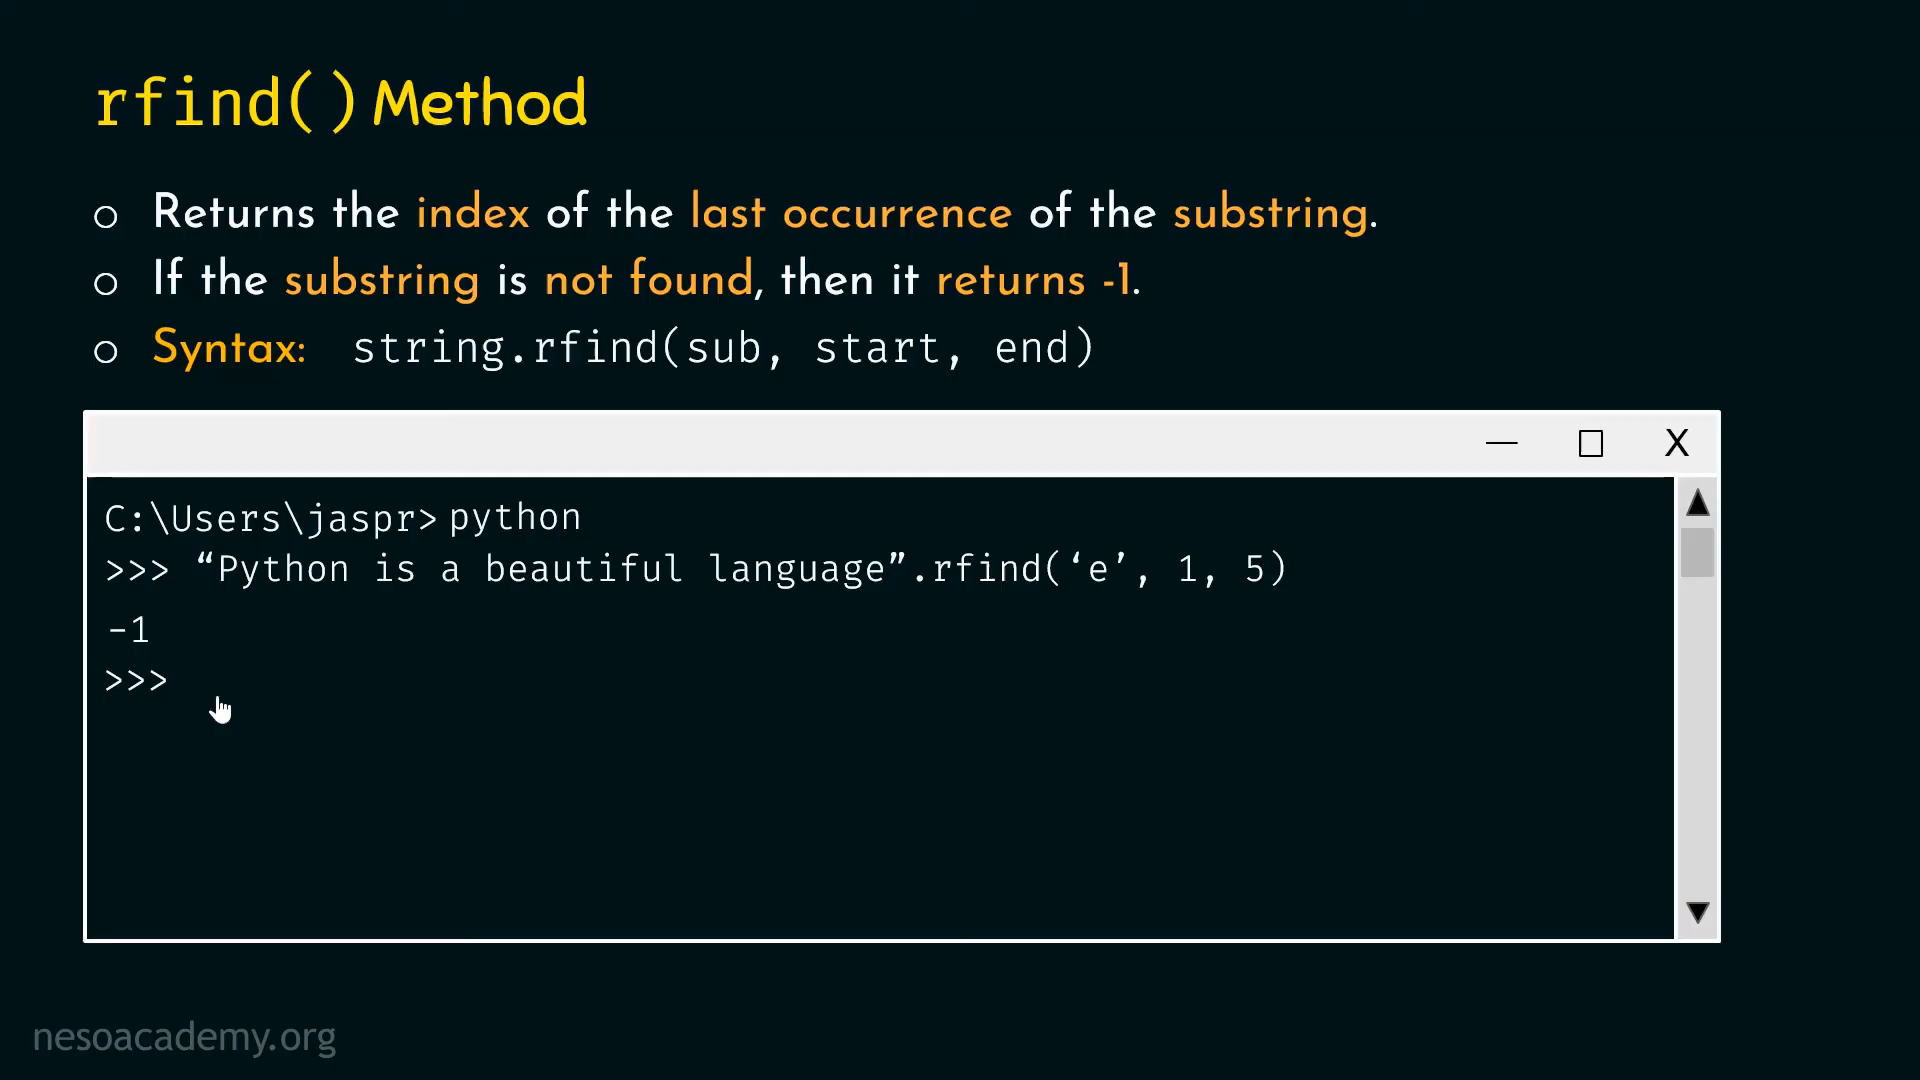 rfind() Method
○ Returns the index of the last occurrence of the substring.
○ If the substring is not found, then it returns -1.
○ Syntax: string.rfind(sub, start, end)
X
C:\Users\jaspr> python
>>> “Python is a beautiful language”.rfind(‘e’, 1, 5)
-1
>>>
nesoacademy.org